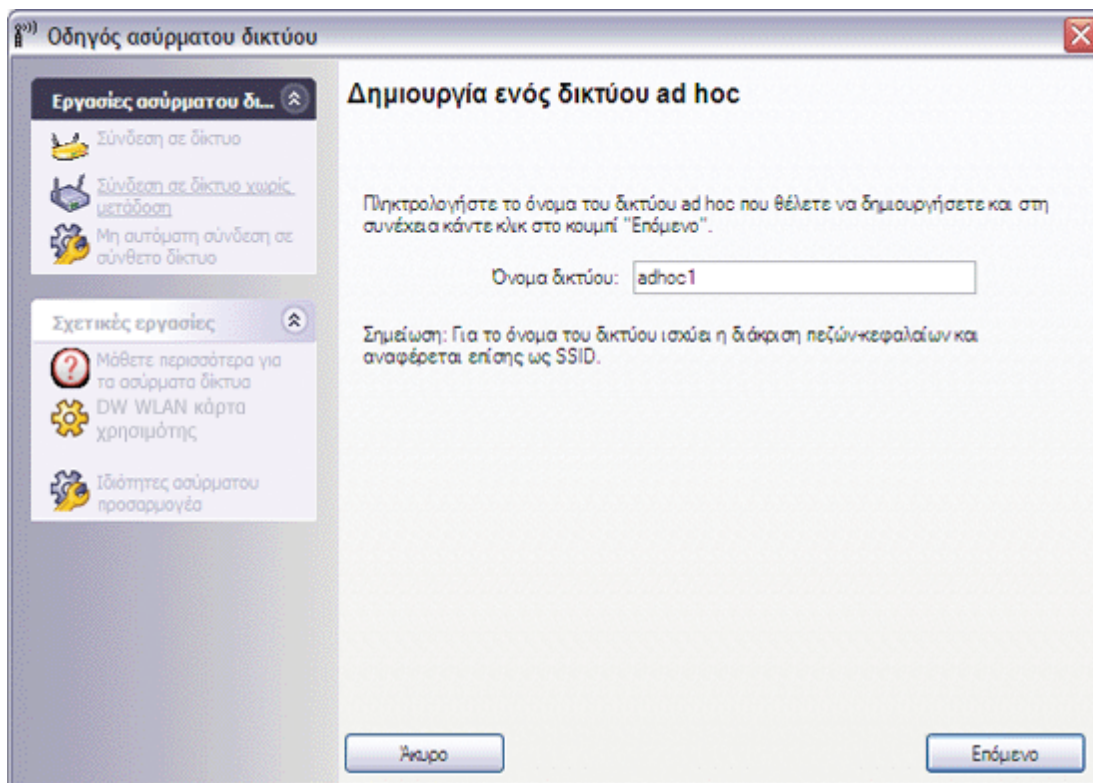 Οδηγός ασύρματου δικτύου
Εργασίες ασύρματου δι...
Σύνδεση σε δίκτυο
Σύνδεση σε δίκτυο χωρίς
μετάδοση
Μη αυτόματη σύνδεση σε
σύνθετο δίκτυο
Σχετικές εργασίες
Μάθετε περισσότερα για
τα ασύρματα δίκτυα
DW WLAN κάρτα
χρησιμότης
Ιδιότητες ασύρματου
προσαρμογέα
Δημιουργία ενός δικτύου ad hoc
Πληκτρολογήστε το όνομα του δικτύου ad hoc που θέλετε να δημιουργήσετε και στη
συνέχεια κάντε κλικ στο κουμπί "Επόμενο".
Όνομα δικτύου: adhoc1
Σημείωση: Για το όνομα του δικτύου ισχύει η διάκριση πεζών-κεφαλαίων και
αναφέρεται επίσης ως SSID.
Άκυρο
Επόμενο